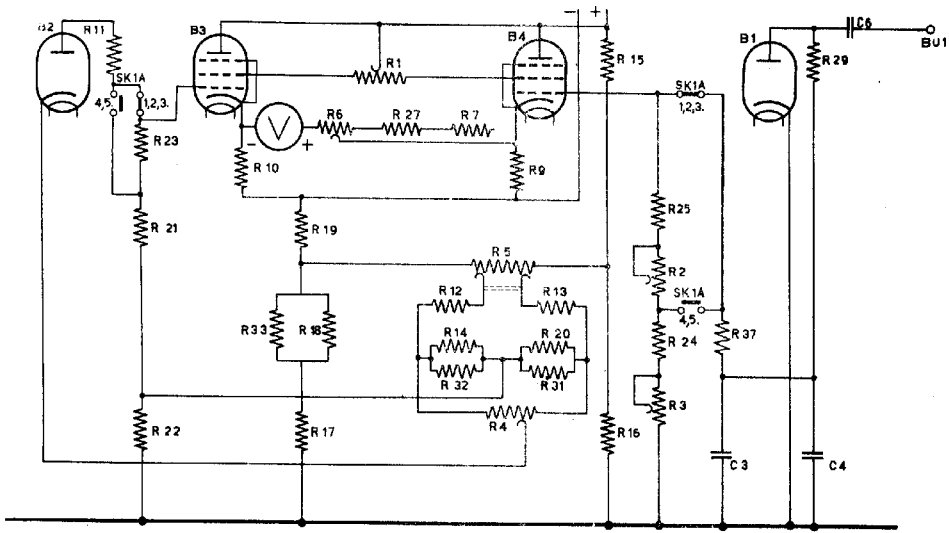 B2
R11
B3
B4
− +
R15
B1
C6
BU1
R29
SK1A
4,5.
1,2,3.
R1
SK1A
1,2,3.
R23
V
− +
R6
R27
R7
R10
R9
R21
R19
R5
R25
R2
R12
R13
SK1A
4,5.
R33
R18
R14
R20
R24
R37
R32
R31
R3
R22
R17
R4
R16
C3
C4